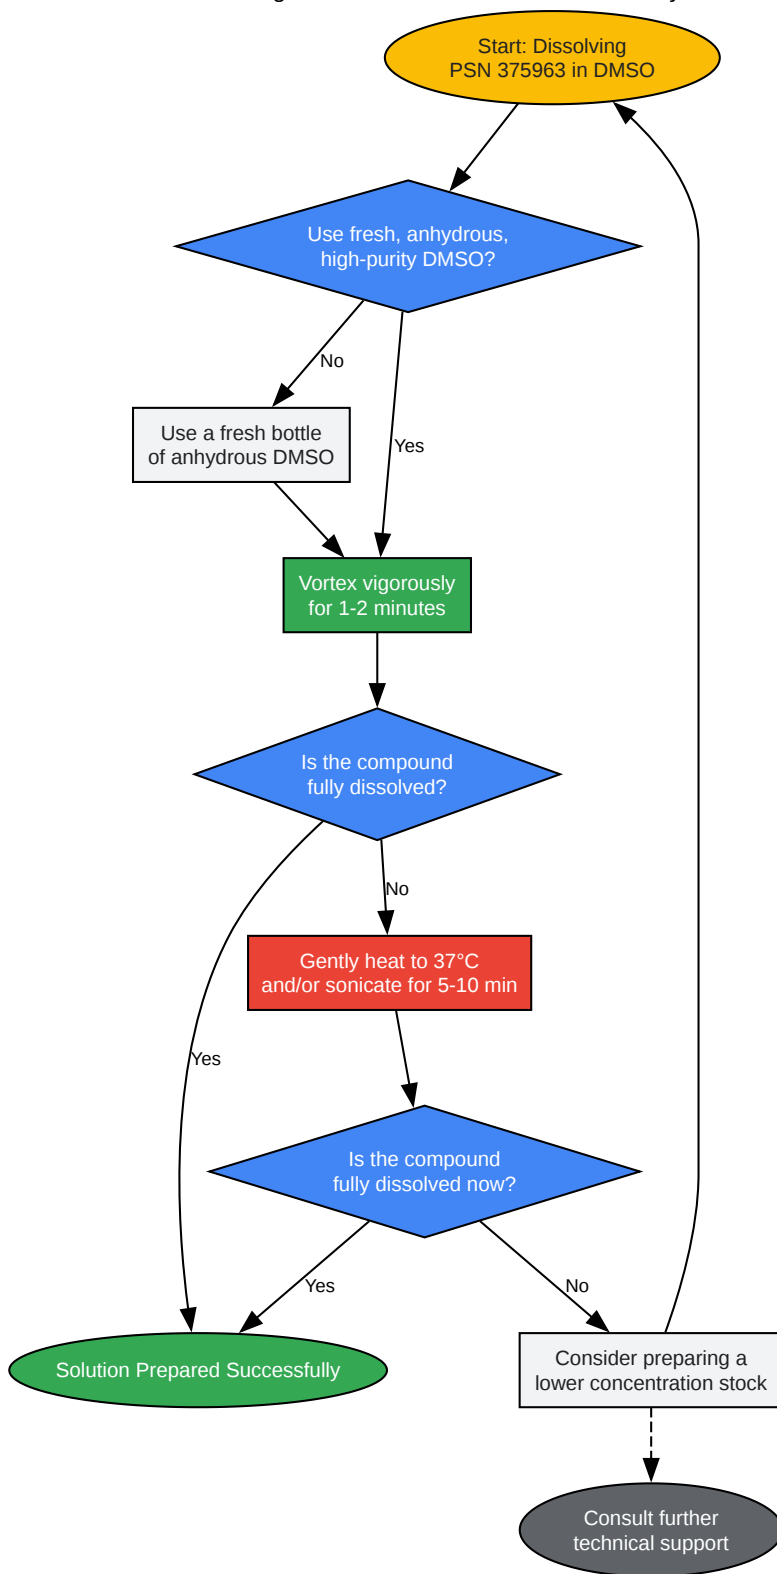 Start: Dissolving
PSN 375963 in DMSO
Use fresh, anhydrous,
high-purity DMSO?
No
Use a fresh bottle
of anhydrous DMSO
Yes
Vortex vigorously
for 1-2 minutes
Is the compound
fully dissolved?
No
Gently heat to 37°C
and/or sonicate for 5-10 min
Yes
Is the compound
fully dissolved now?
Yes
No
Solution Prepared Successfully
Consider preparing a
lower concentration stock
Consult further
technical support